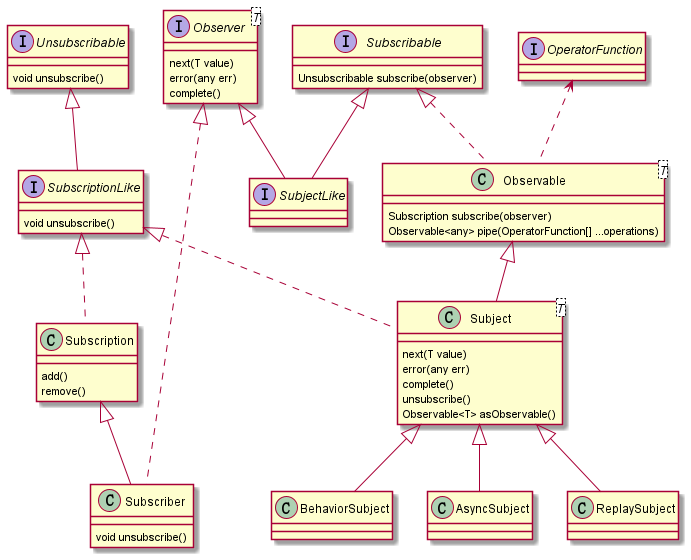 I Unsubscribable
void unsubscribe()
I Observer
T
next(T value)
error(any err)
complete()
I Subscribable
Unsubscribable subscribe(observer)
I OperatorFunction
I SubscriptionLike
void unsubscribe()
I SubjectLike
C Observable
T
Subscription subscribe(observer)
Observable<any> pipe(OperatorFunction[] ...operations)
C Subscription
add()
remove()
C Subject
T
next(T value)
error(any err)
complete()
unsubscribe()
Observable<T> asObservable()
C Subscriber
void unsubscribe()
C BehaviorSubject
C AsyncSubject
C ReplaySubject